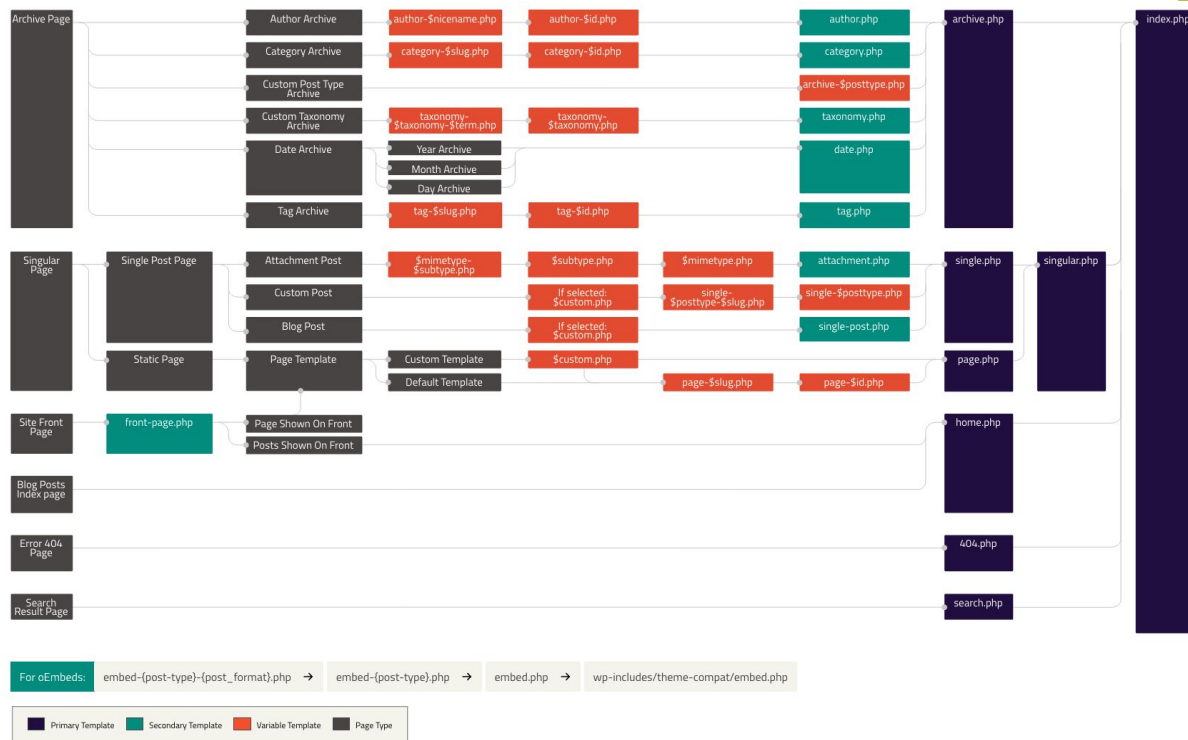 Archive Page
Author Archive
author-$nicename.php
author-$id.php
author.php
archive.php
index.php
Category Archive
category-$slug.php
category-$id.php
category.php
Custom Post Type
Archive
archive-$posttype.php
Custom Taxonomy
Archive
taxonomy-
$taxonomy-$term.php
taxonomy-
$taxonomy.php
taxonomy.php
Date Archive
Year Archive
Month Archive
Day Archive
date.php
Tag Archive
tag-$slug.php
tag-$id.php
tag.php
Singular
Page
Single Post Page
Attachment Post
$mimetype-
$subtype.php
$subtype.php
$mimetype.php
attachment.php
single.php
singular.php
Custom Post
If selected:
$custom.php
single-
$posttype-$slug.php
single-$posttype.php
Blog Post
If selected:
$custom.php
single-post.php
Static Page
Page Template
Custom Template
$custom.php
page.php
Default Template
page-$slug.php
page-$id.php
Site Front
Page
front-page.php
Page Shown On Front
Posts Shown On Front
home.php
Blog Posts
Index page
Error 404
Page
404.php
Search
Result Page
search.php
For oEmbeds:
embed-{post-type}-{post_format}.php →
embed-{post-type}.php →
embed.php →
wp-includes/theme-compat/embed.php
Primary Template
Secondary Template
Variable Template
Page Type